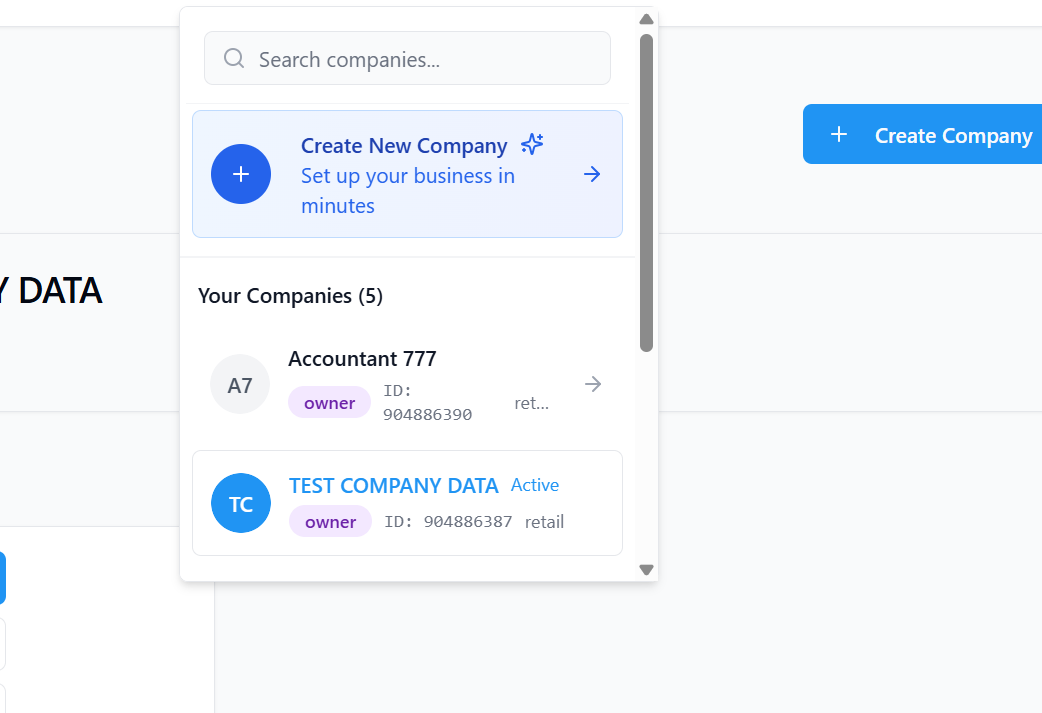 Search companies...
Create New Company
Set up your business in
minutes
Create Company
Y DATA
Your Companies (5)
A7
Accountant 777
owner
ID:
904886390
ret...
TC
TEST COMPANY DATA Active
owner ID: 904886387 retail